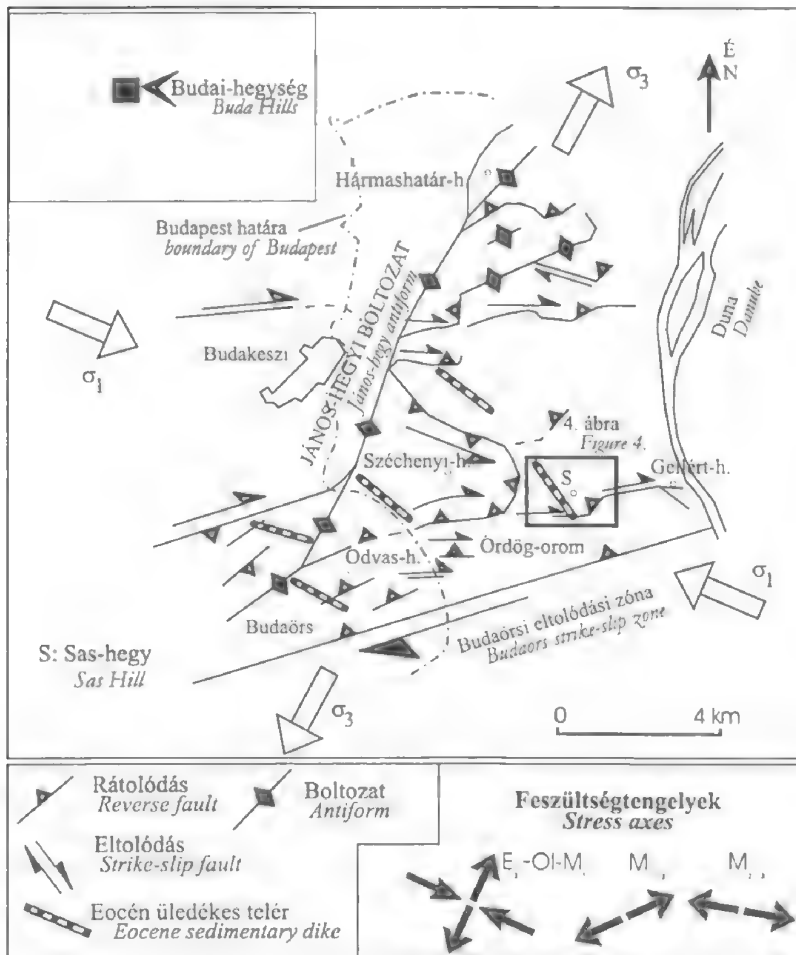 Budai-hegység
Buda Hills
É
N
σ3
Hármashatár-h.
Budapest határa
boundary of Budapest
JÁNOS-HEGYI BOLTOZAT
János-hegy antiform
Duna
Danube
σ1
Budakeszi
4. ábra
Figure 4.
Széchenyi-h.
S
Gellért-h.
Odvas-h.
Ördög-orom
σ1
Budaörs
Budaörsi eltolódási zóna
Budaörs strike-slip zone
S: Sas-hegy
Sas Hill
σ3
0 4 km
Rátolódás
Reverse fault
Boltozat
Antiform
Eltolódás
Strike-slip fault
Eocén üledékes telér
Eocene sedimentary dike
Feszültségtengelyek
Stress axes
-Ol-M
M
M